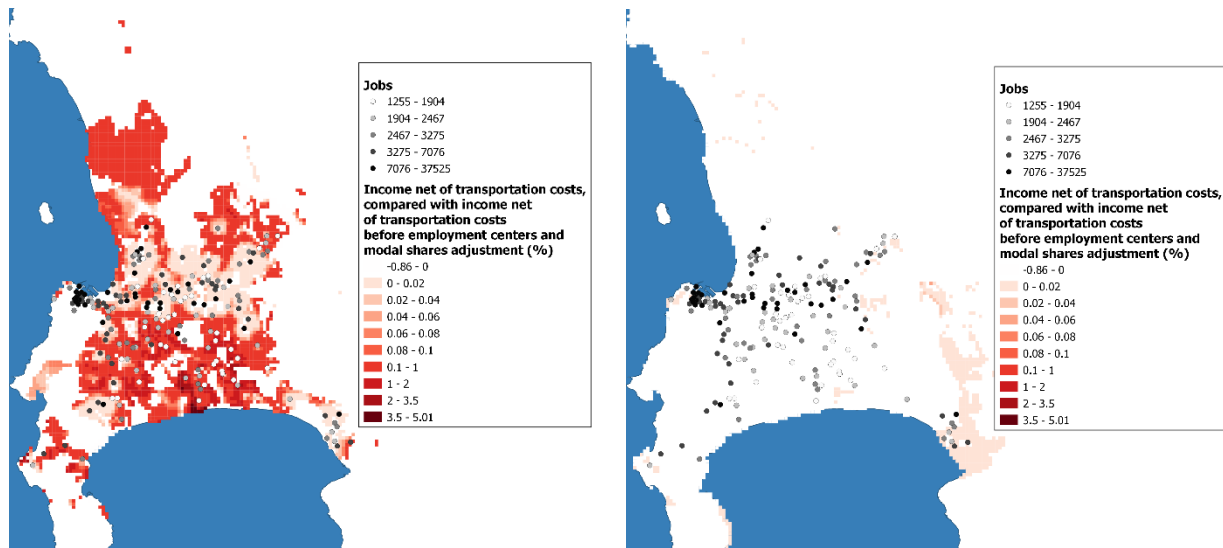 Jobs
1255 - 1904
1904 - 2467
2467 - 3275
3275 - 7076
7076 - 37525
Income net of transportation costs,
compared with income net
of transportation costs
before employment centers and
modal shares adjustment (%)
-0.86 - 0
0 - 0.02
0.02 - 0.04
0.04 - 0.06
0.06 - 0.08
0.08 - 0.1
0.1 - 1
1 - 2
2 - 3.5
3.5 - 5.01
Jobs
1255 - 1904
1904 - 2467
2467 - 3275
3275 - 7076
7076 - 37525
Income net of transportation costs,
compared with income net
of transportation costs
before employment centers and
modal shares adjustment (%)
-0.86 - 0
0 - 0.02
0.02 - 0.04
0.04 - 0.06
0.06 - 0.08
0.08 - 0.1
0.1 - 1
1 - 2
2 - 3.5
3.5 - 5.01